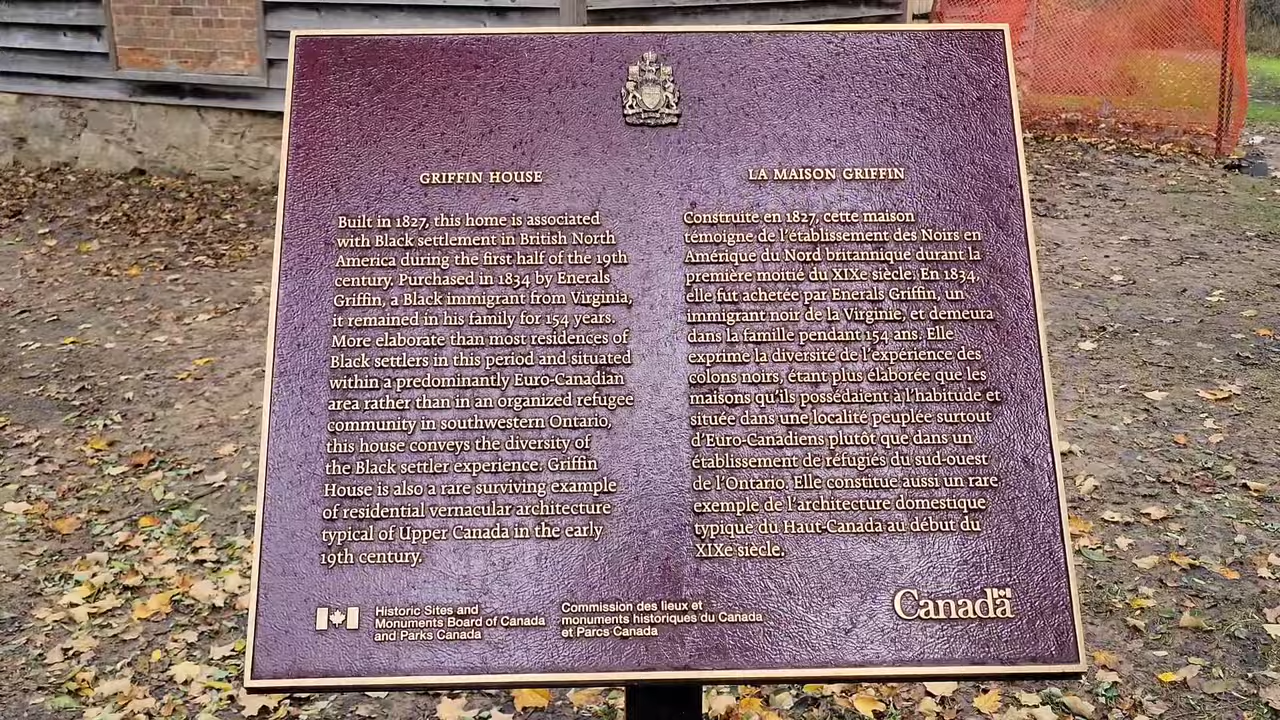 GRIFFIN HOUSE
Built in 1827, this home is associated
with Black settlement in British North
America during the first half of the 19th
century. Purchased in 1834 by Enerals
Griffin, a Black immigrant from Virginia,
it remained in his family for 154 years.
More elaborate than most residences of
Black settlers in this period and situated
within a predominantly Euro-Canadian
area rather than in an organized refugee
community in southwestern Ontario,
this house conveys the diversity of
the Black settler experience. Griffin
House is also a rare surviving example
of residential vernacular architecture
typical of Upper Canada in the early
19th century.
LA MAISON GRIFFIN
Construite en 1827, cette maison
témoigne de l'établissement des Noirs en
Amérique du Nord britannique durant la
première moitié du XIXe siècle. En 1834,
elle fut achetée par Enerals Griffin, un
immigrant noir de la Virginie, et demeura
dans la famille pendant 154 ans. Elle
exprime la diversité de l'expérience des
colons noirs, étant plus élaborée que les
maisons qu'ils possédaient à l'habitude et
située dans une localité peuplée surtout
d'Euro-Canadiens plutôt que dans un
établissement de réfugiés du sud-ouest
de l'Ontario. Elle constitue aussi un rare
exemple de l'architecture domestique
typique du Haut-Canada au début du
XIXe siècle.
Historic Sites and
Monuments Board of Canada
and Parks Canada
Commission des lieux et
monuments historiques du Canada
et Parcs Canada
Canada